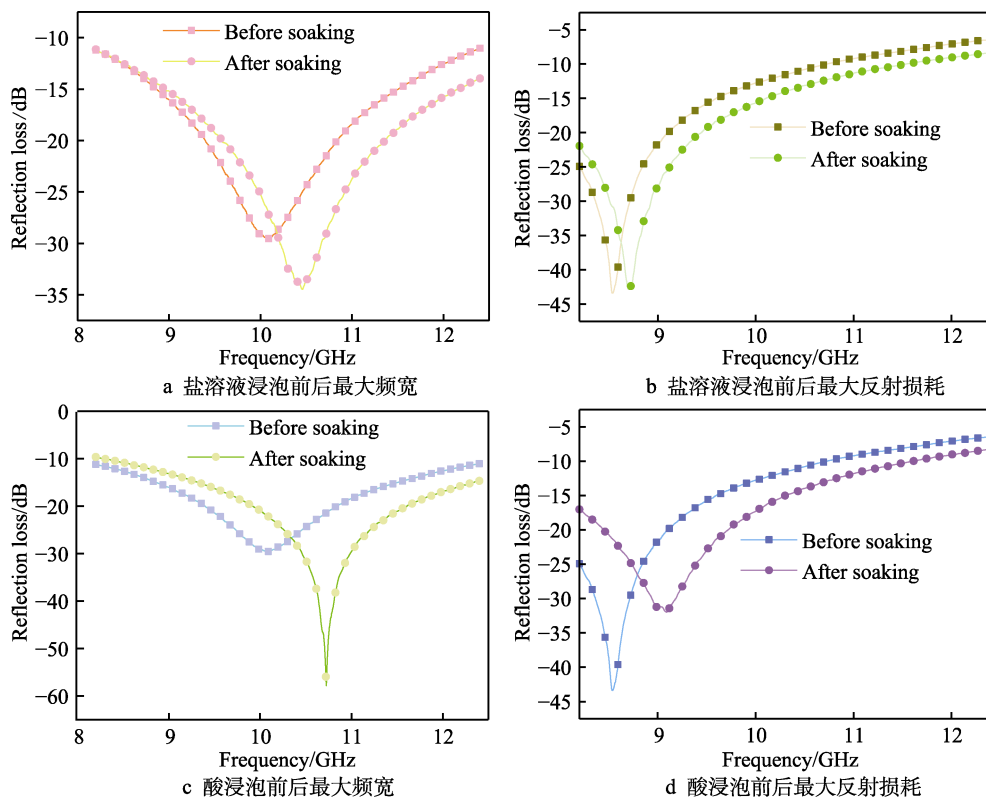 Before soaking
After soaking
−10
−15
−20
−25
−30
−35
Reflection loss/dB
8
9
10
11
12
Frequency/GHz
a 盐溶液浸泡前后最大频宽
Before soaking
After soaking
−5
−10
−15
−20
−25
−30
−35
−40
−45
Reflection loss/dB
9
10
11
12
Frequency/GHz
b 盐溶液浸泡前后最大反射损耗
Before soaking
After soaking
0
−10
−20
−30
−40
−50
−60
Reflection loss/dB
8
9
10
11
12
Frequency/GHz
c 酸浸泡前后最大频宽
Before soaking
After soaking
−5
−10
−15
−20
−25
−30
−35
−40
−45
Reflection loss/dB
9
10
11
12
Frequency/GHz
d 酸浸泡前后最大反射损耗